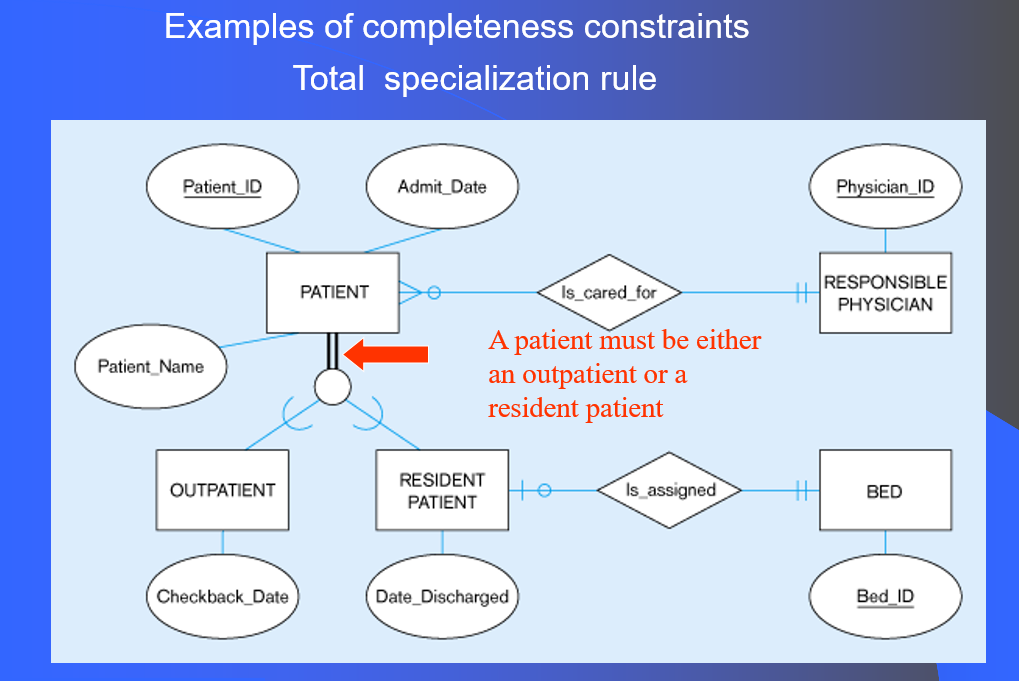 Examples of completeness constraints
Total specialization rule
Patient_ID
Admit_Date
Physician_ID
PATIENT
Is_cared_for
RESPONSIBLE
PHYSICIAN
A patient must be either
an outpatient or a
resident patient
Patient_Name
OUTPATIENT
RESIDENT
PATIENT
Is_assigned
BED
Checkback_Date
Date_Discharged
Bed_ID